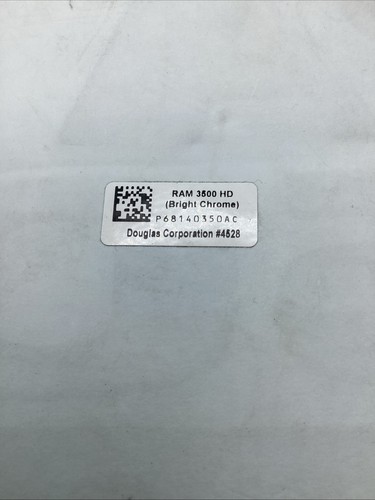 RAM 3500 HD
(Bright Chrome)
P68140350AC
Douglas Corporation #4528